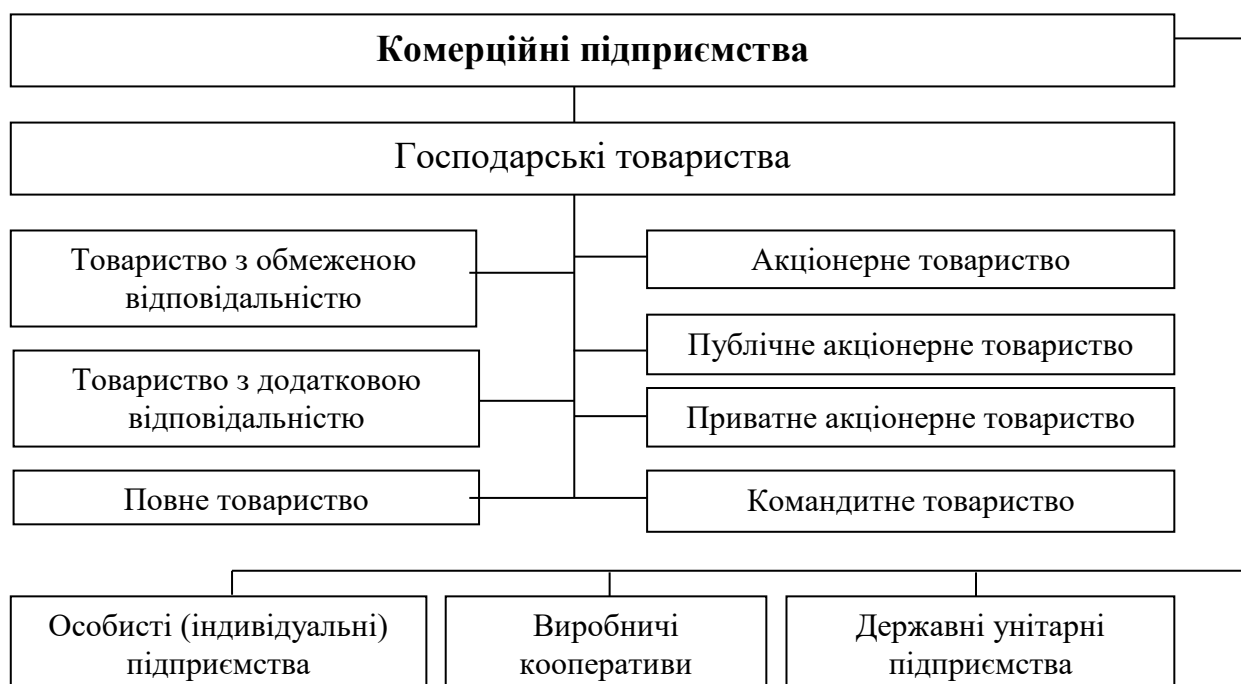 Комерційні підприємства
Господарські товариства
Товариство з обмеженою
відповідальністю
Акціонерне товариство
Публічне акціонерне товариство
Товариство з додатковою
відповідальністю
Приватне акціонерне товариство
Повне товариство
Командитне товариство
Особисті (індивідуальні)
підприємства
Виробничі
кооперативи
Державні унітарні
підприємства